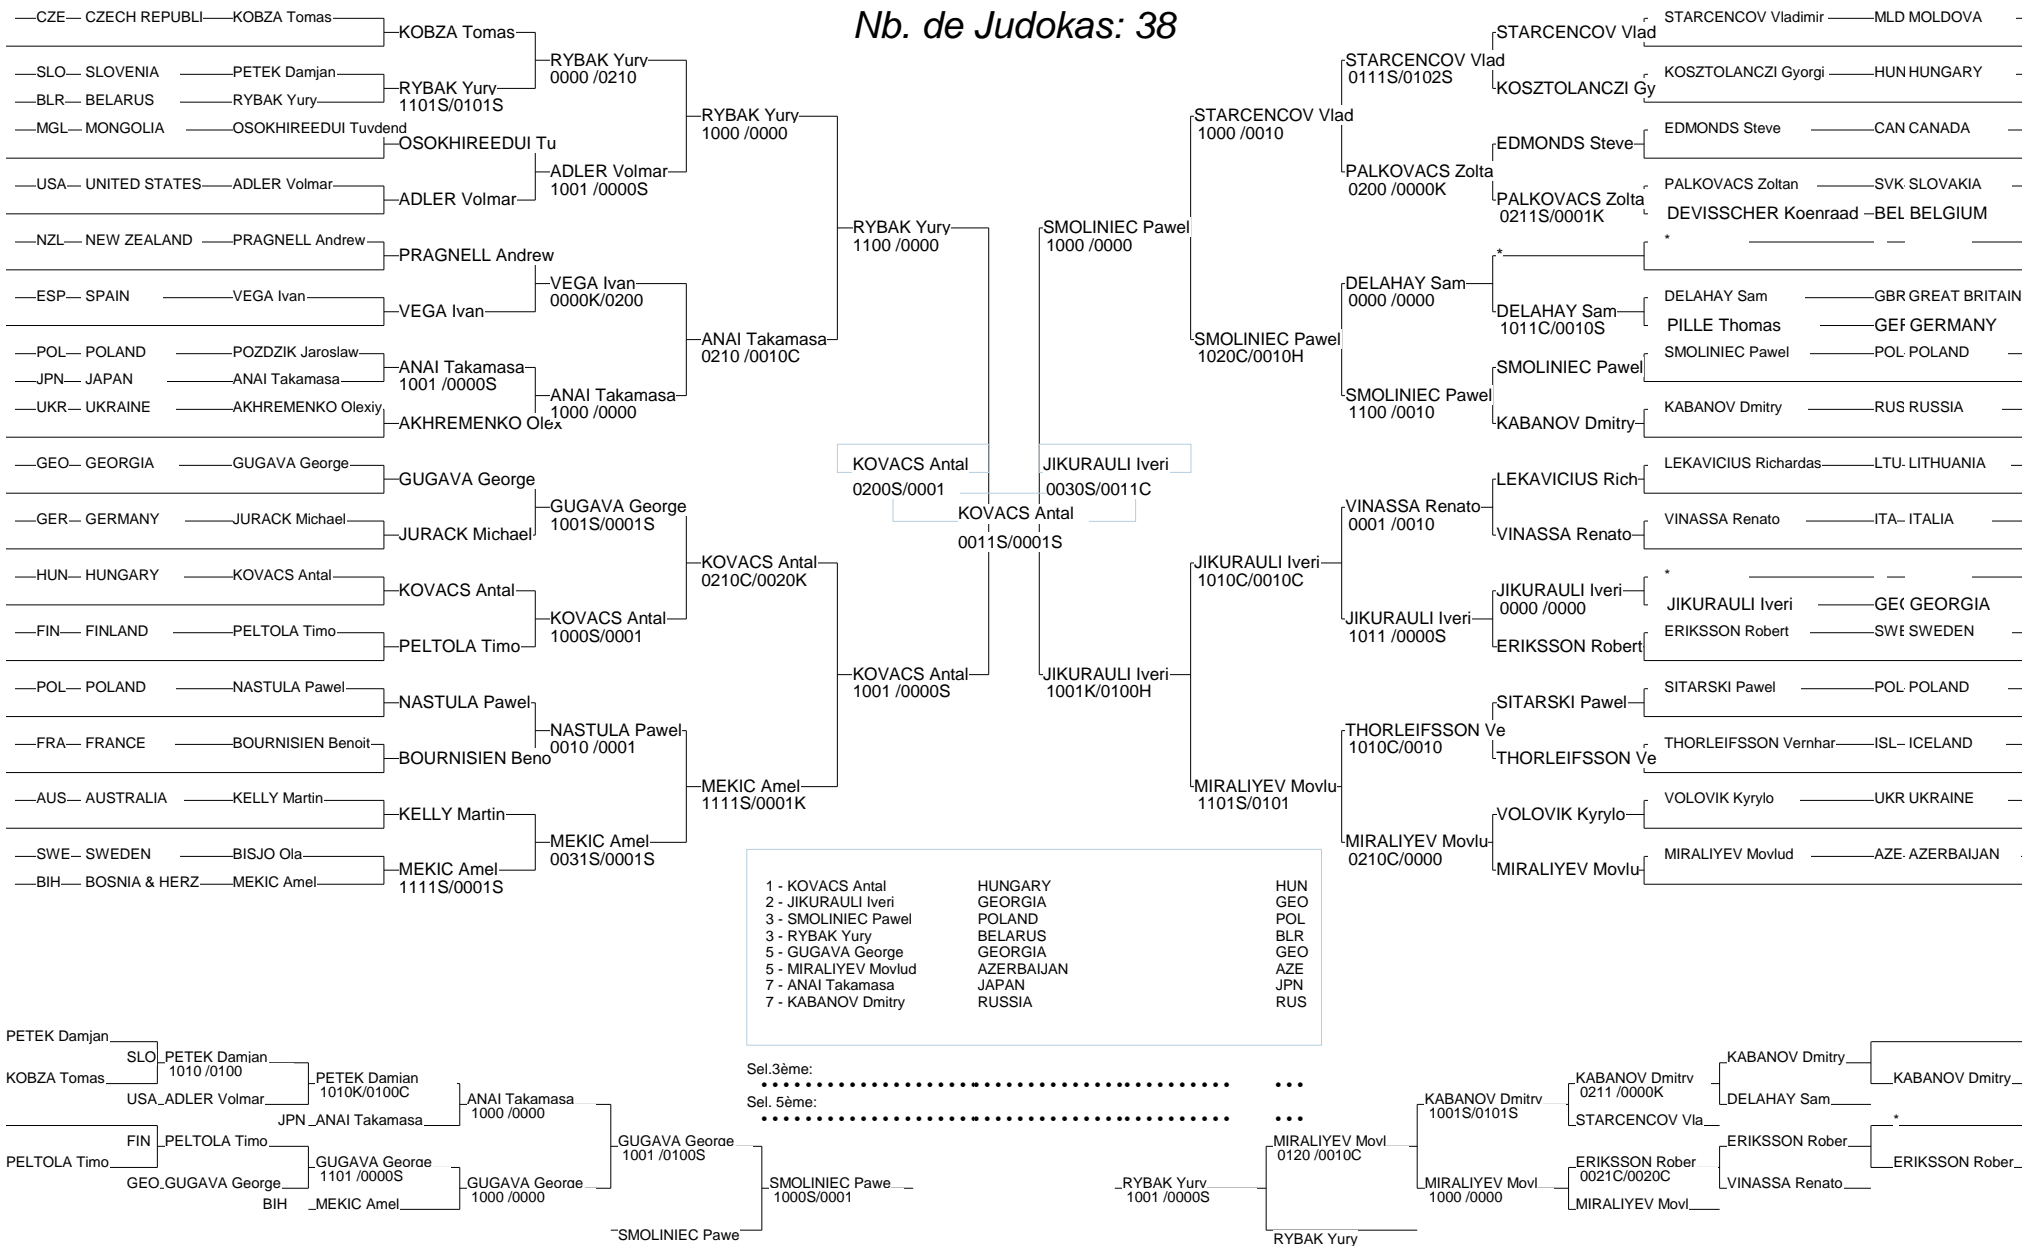 Nb. de Judokas: 38
CZE CZECH REPUBLI KOBZA Tomas
SLO SLOVENIA PETEK Damjan
BLR BELARUS RYBAK Yury
MGL MONGOLIA OSOKHIREEDUI Tuvdend
USA UNITED STATES ADLER Volmar
NZL NEW ZEALAND PRAGNELL Andrew
ESP SPAIN VEGA Ivan
POL POLAND POZDZIK Jaroslaw
JPN JAPAN ANAI Takamasa
UKR UKRAINE AKHREMENKO Olexiy
GEO GEORGIA GUGAVA George
GER GERMANY JURACK Michael
HUN HUNGARY KOVACS Antal
FIN FINLAND PELTOLA Timo
POL POLAND NASTULA Pawel
FRA FRANCE BOURNISIEN Benoit
AUS AUSTRALIA KELLY Martin
SWE SWEDEN BISJO Ola
BIH BOSNIA & HERZ MEKIC Amel
KOBZA Tomas
RYBAK Yury
1101S/0101S
OSOKHIREEDUI Tu
ADLER Volmar
PRAGNELL Andrew
VEGA Ivan
ANAI Takamasa
1001 /0000S
AKHREMENKO Olex
GUGAVA George
JURACK Michael
KOVACS Antal
PELTOLA Timo
NASTULA Pawel
BOURNISIEN Beno
KELLY Martin
MEKIC Amel
1111S/0001S
RYBAK Yury
0000 /0210
ADLER Volmar
1001 /0000S
VEGA Ivan
0000K/0200
ANAI Takamasa
1000 /0000
GUGAVA George
1001S/0001S
KOVACS Antal
1000S/0001
NASTULA Pawel
0010 /0001
MEKIC Amel
0031S/0001S
RYBAK Yury
1000 /0000
ANAI Takamasa
0210 /0010C
KOVACS Antal
0210C/0020K
MEKIC Amel
1111S/0001K
RYBAK Yury
1100 /0000
KOVACS Antal
1001 /0000S
KOVACS Antal
0200S/0001
JIKURAULI Iveri
0030S/0011C
KOVACS Antal
0011S/0001S
SMOLINIEC Pawel
1000 /0000
JIKURAULI Iveri
1001K/0100H
STARCENCOV Vlad
1000 /0010
SMOLINIEC Pawel
1020C/0010H
JIKURAULI Iveri
1010C/0010C
MIRALIYEV Movlu
1101S/0101
STARCENCOV Vlad
0111S/0102S
PALKOVACS Zolta
0200 /0000K
DELAHAY Sam
0000 /0000
SMOLINIEC Pawel
1100 /0010
VINASSA Renato
0001 /0010
JIKURAULI Iveri
1011 /0000S
THORLEIFSSON Ve
1010C/0010
MIRALIYEV Movlu
0210C/0000
STARCENCOV Vlad
KOSZTOLANCZI Gy
EDMONDS Steve
PALKOVACS Zolta
0211S/0001K
*
DELAHAY Sam
1011C/0010S
SMOLINIEC Pawel
KABANOV Dmitry
LEKAVICIUS Rich
VINASSA Renato
JIKURAULI Iveri
0000 /0000
ERIKSSON Robert
SITARSKI Pawel
THORLEIFSSON Ve
VOLOVIK Kyrylo
MIRALIYEV Movlu
STARCENCOV Vladimir MLD MOLDOVA
KOSZTOLANCZI Gyorgi HUN HUNGARY
EDMONDS Steve CAN CANADA
PALKOVACS Zoltan SVK SLOVAKIA
DEVISSCHER Koenraad BEL BELGIUM
*
DELAHAY Sam GBR GREAT BRITAIN
PILLE Thomas GER GERMANY
SMOLINIEC Pawel POL POLAND
KABANOV Dmitry RUS RUSSIA
LEKAVICIUS Richardas LTU LITHUANIA
VINASSA Renato ITA ITALIA
*
JIKURAULI Iveri GEO GEORGIA
ERIKSSON Robert SWE SWEDEN
SITARSKI Pawel POL POLAND
THORLEIFSSON Vernhar ISL ICELAND
VOLOVIK Kyrylo UKR UKRAINE
MIRALIYEV Movlud AZE AZERBAIJAN
1 - KOVACS Antal HUNGARY HUN
2 - JIKURAULI Iveri GEORGIA GEO
3 - SMOLINIEC Pawel POLAND POL
3 - RYBAK Yury BELARUS BLR
5 - GUGAVA George GEORGIA GEO
5 - MIRALIYEV Movlud AZERBAIJAN AZE
7 - ANAI Takamasa JAPAN JPN
7 - KABANOV Dmitry RUSSIA RUS
Sel.3ème:
Sel. 5ème:
PETEK Damjan
KOBZA Tomas
PELTOLA Timo
SLO PETEK Damjan
1010 /0100
USA ADLER Volmar
FIN PELTOLA Timo
GEO GUGAVA George
PETEK Damjan
1010K/0100C
JPN ANAI Takamasa
GUGAVA George
1101 /0000S
BIH MEKIC Amel
ANAI Takamasa
1000 /0000
GUGAVA George
1000 /0000
GUGAVA George
1001 /0100S
SMOLINIEC Pawe
SMOLINIEC Pawe
1000S/0001
RYBAK Yury
1001 /0000S
MIRALIYEV Movl
0120 /0010C
RYBAK Yury
KABANOV Dmitry
1001S/0101S
MIRALIYEV Movl
1000 /0000
KABANOV Dmitry
0211 /0000K
STARCENCOV Vla
ERIKSSON Rober
0021C/0020C
MIRALIYEV Movl
KABANOV Dmitry
DELAHAY Sam
ERIKSSON Rober
VINASSA Renato
KABANOV Dmitry
*
ERIKSSON Rober